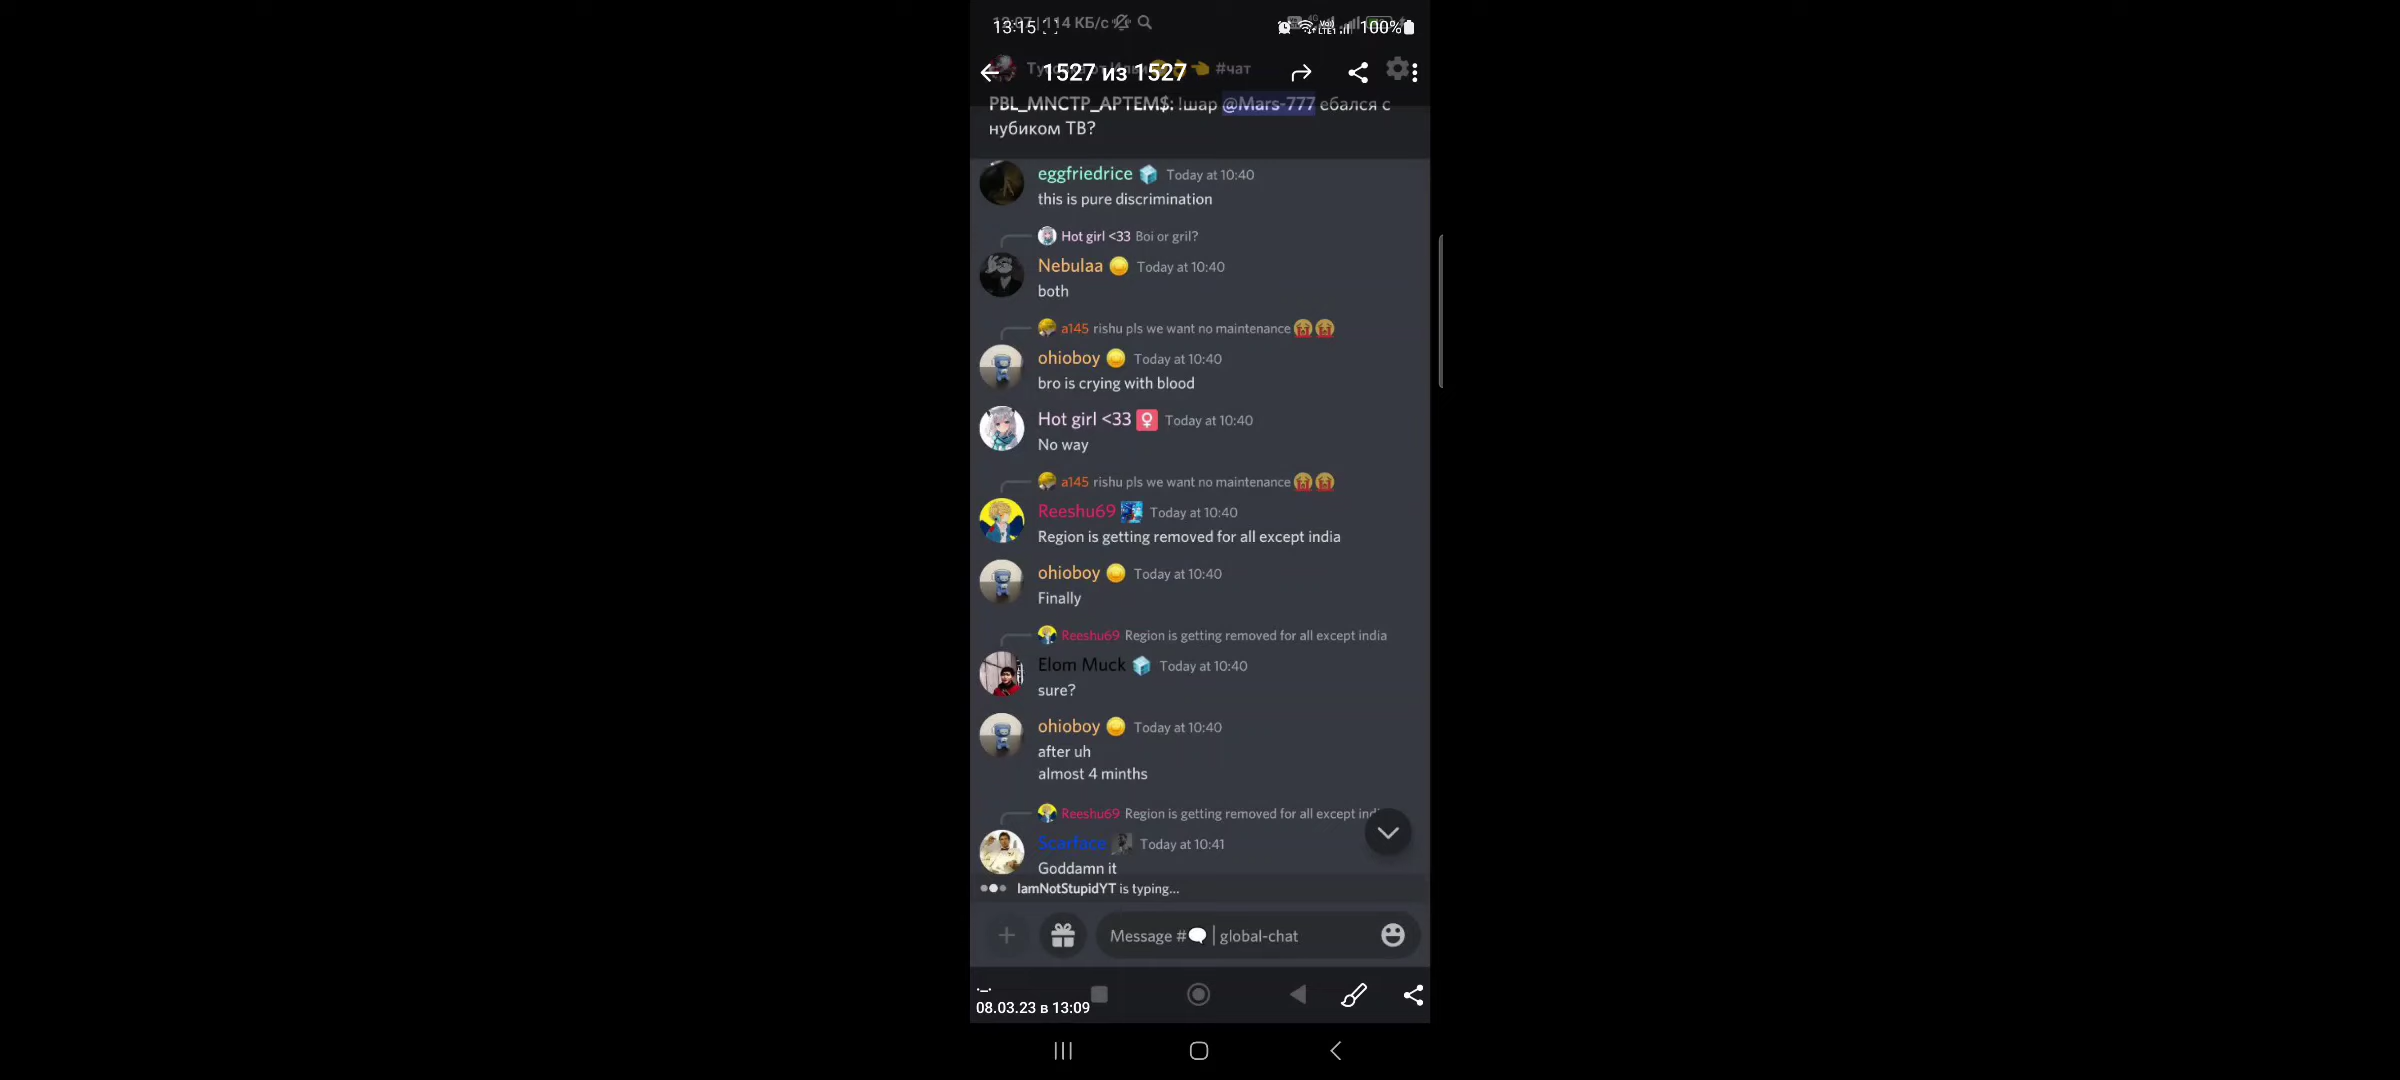 13:15 100%
114 КБ/с
1527 из 1527
#чат
PBL_MNCTP_APTEM$: !шар @Mars-777 ебался с
нубиком ТВ?
eggfriedrice Today at 10:40
this is pure discrimination
Hot girl <33 Boi or gril?
Nebulaa Today at 10:40
both
a145 rishu pls we want no maintenance
ohioboy Today at 10:40
bro is crying with blood
Hot girl <33 Today at 10:40
No way
a145 rishu pls we want no maintenance
Reeshu69 Today at 10:40
Region is getting removed for all except india
ohioboy Today at 10:40
Finally
Reeshu69 Region is getting removed for all except india
Elom Muck Today at 10:40
sure?
ohioboy Today at 10:40
after uh
almost 4 minths
Reeshu69 Region is getting removed for all except ind
Scarface Today at 10:41
Goddamn it
IamNotStupidYT is typing...
Message # | global-chat
._.
08.03.23 в 13:09